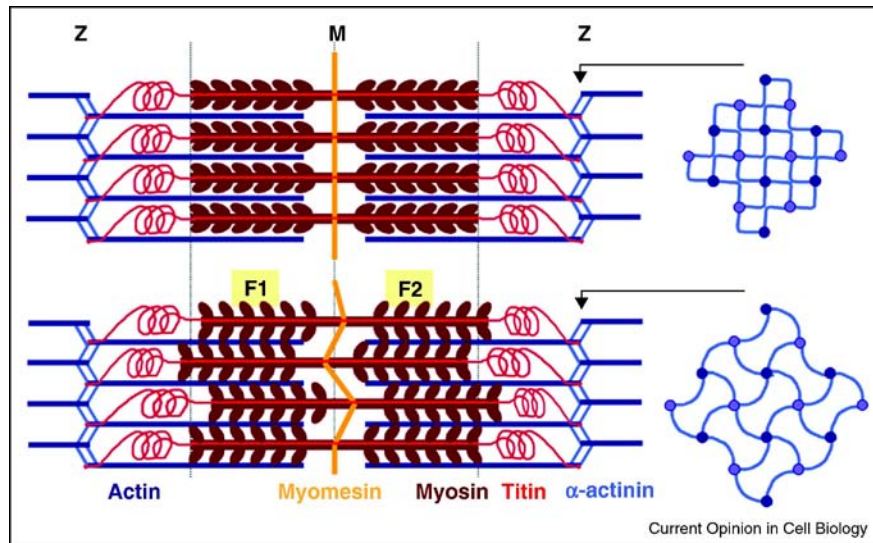 Z M Z
F1 F2
Actin Myomesin Myosin Titin α-actinin
Current Opinion in Cell Biology